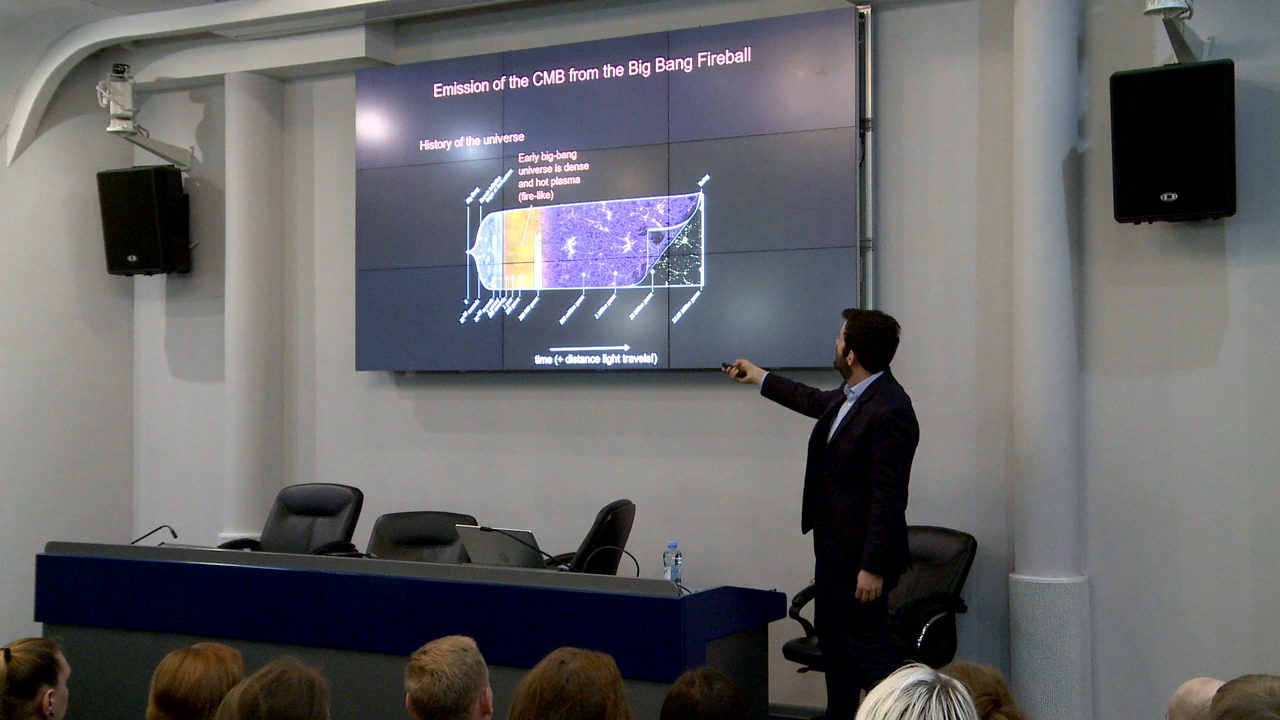 Emission of the CMB from the Big Bang Fireball
History of the universe
Early big-bang
universe is dense
and hot plasma
(fire-like)
time (+ distance light travels!)